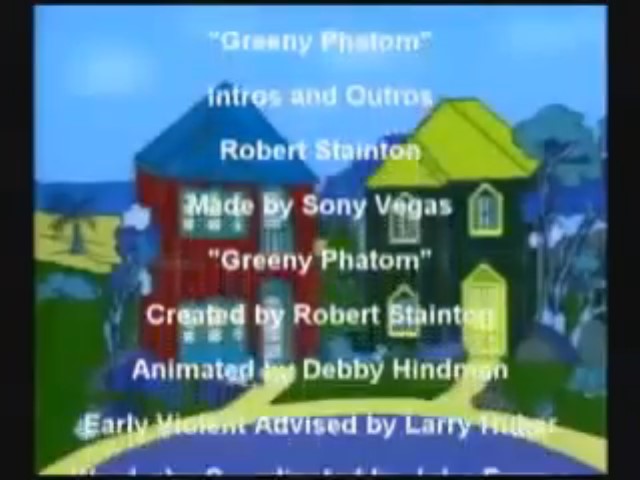 "Greeny Phatom"
intros and Outros
Robert Stainton
Made by Sony Vegas
"Greeny Phatom"
Created by Robert Stainton
Animated by Debby Hindman
Early Violent Advised by Larry